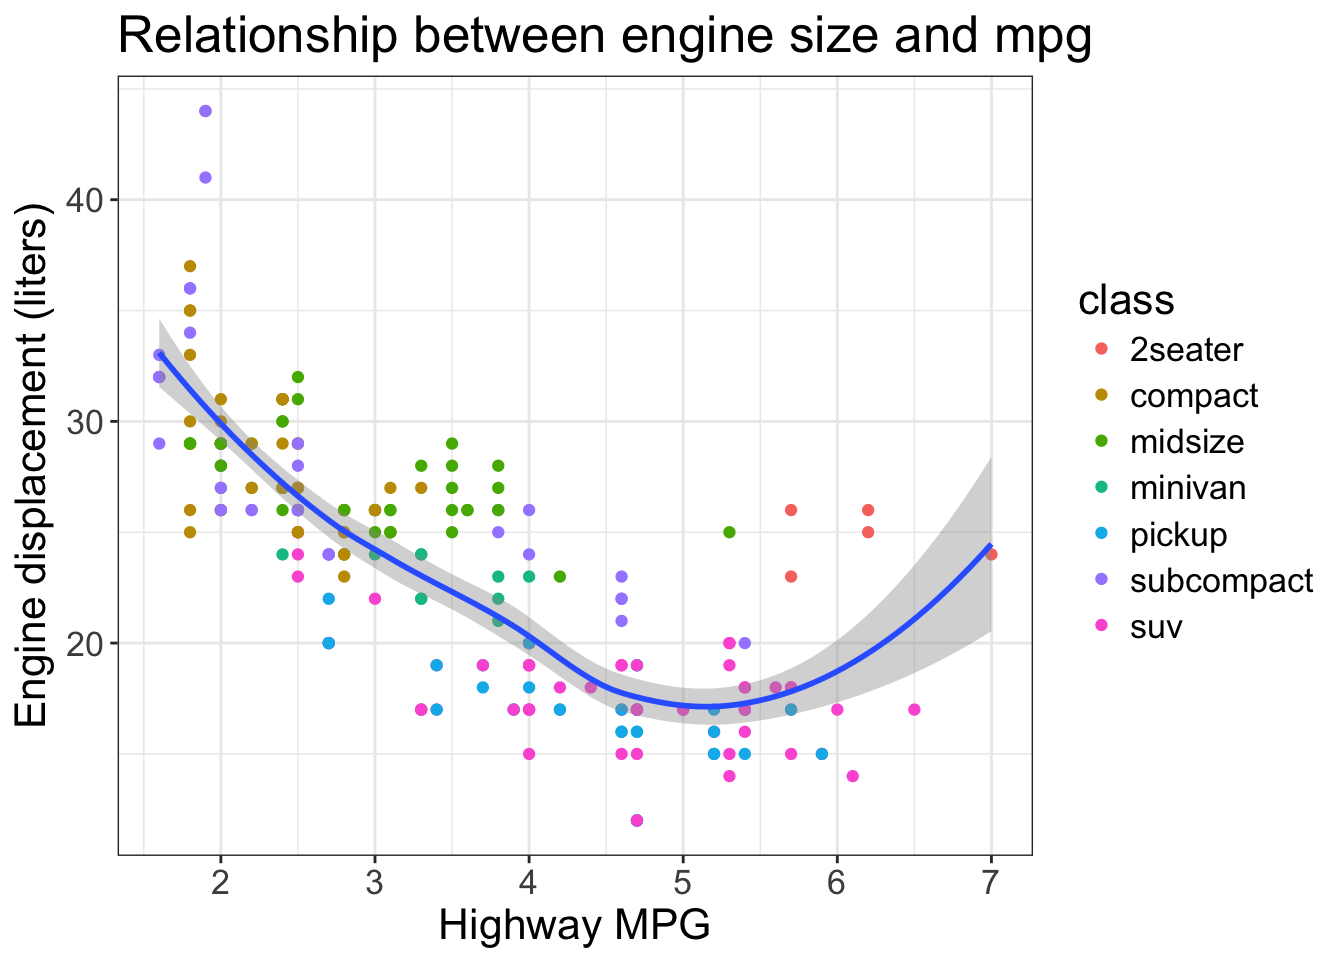 Relationship between engine size and mpg
Engine displacement (liters)
40
30
20
2 3 4 5 6 7
Highway MPG
class
2seater
compact
midsize
minivan
pickup
subcompact
suv